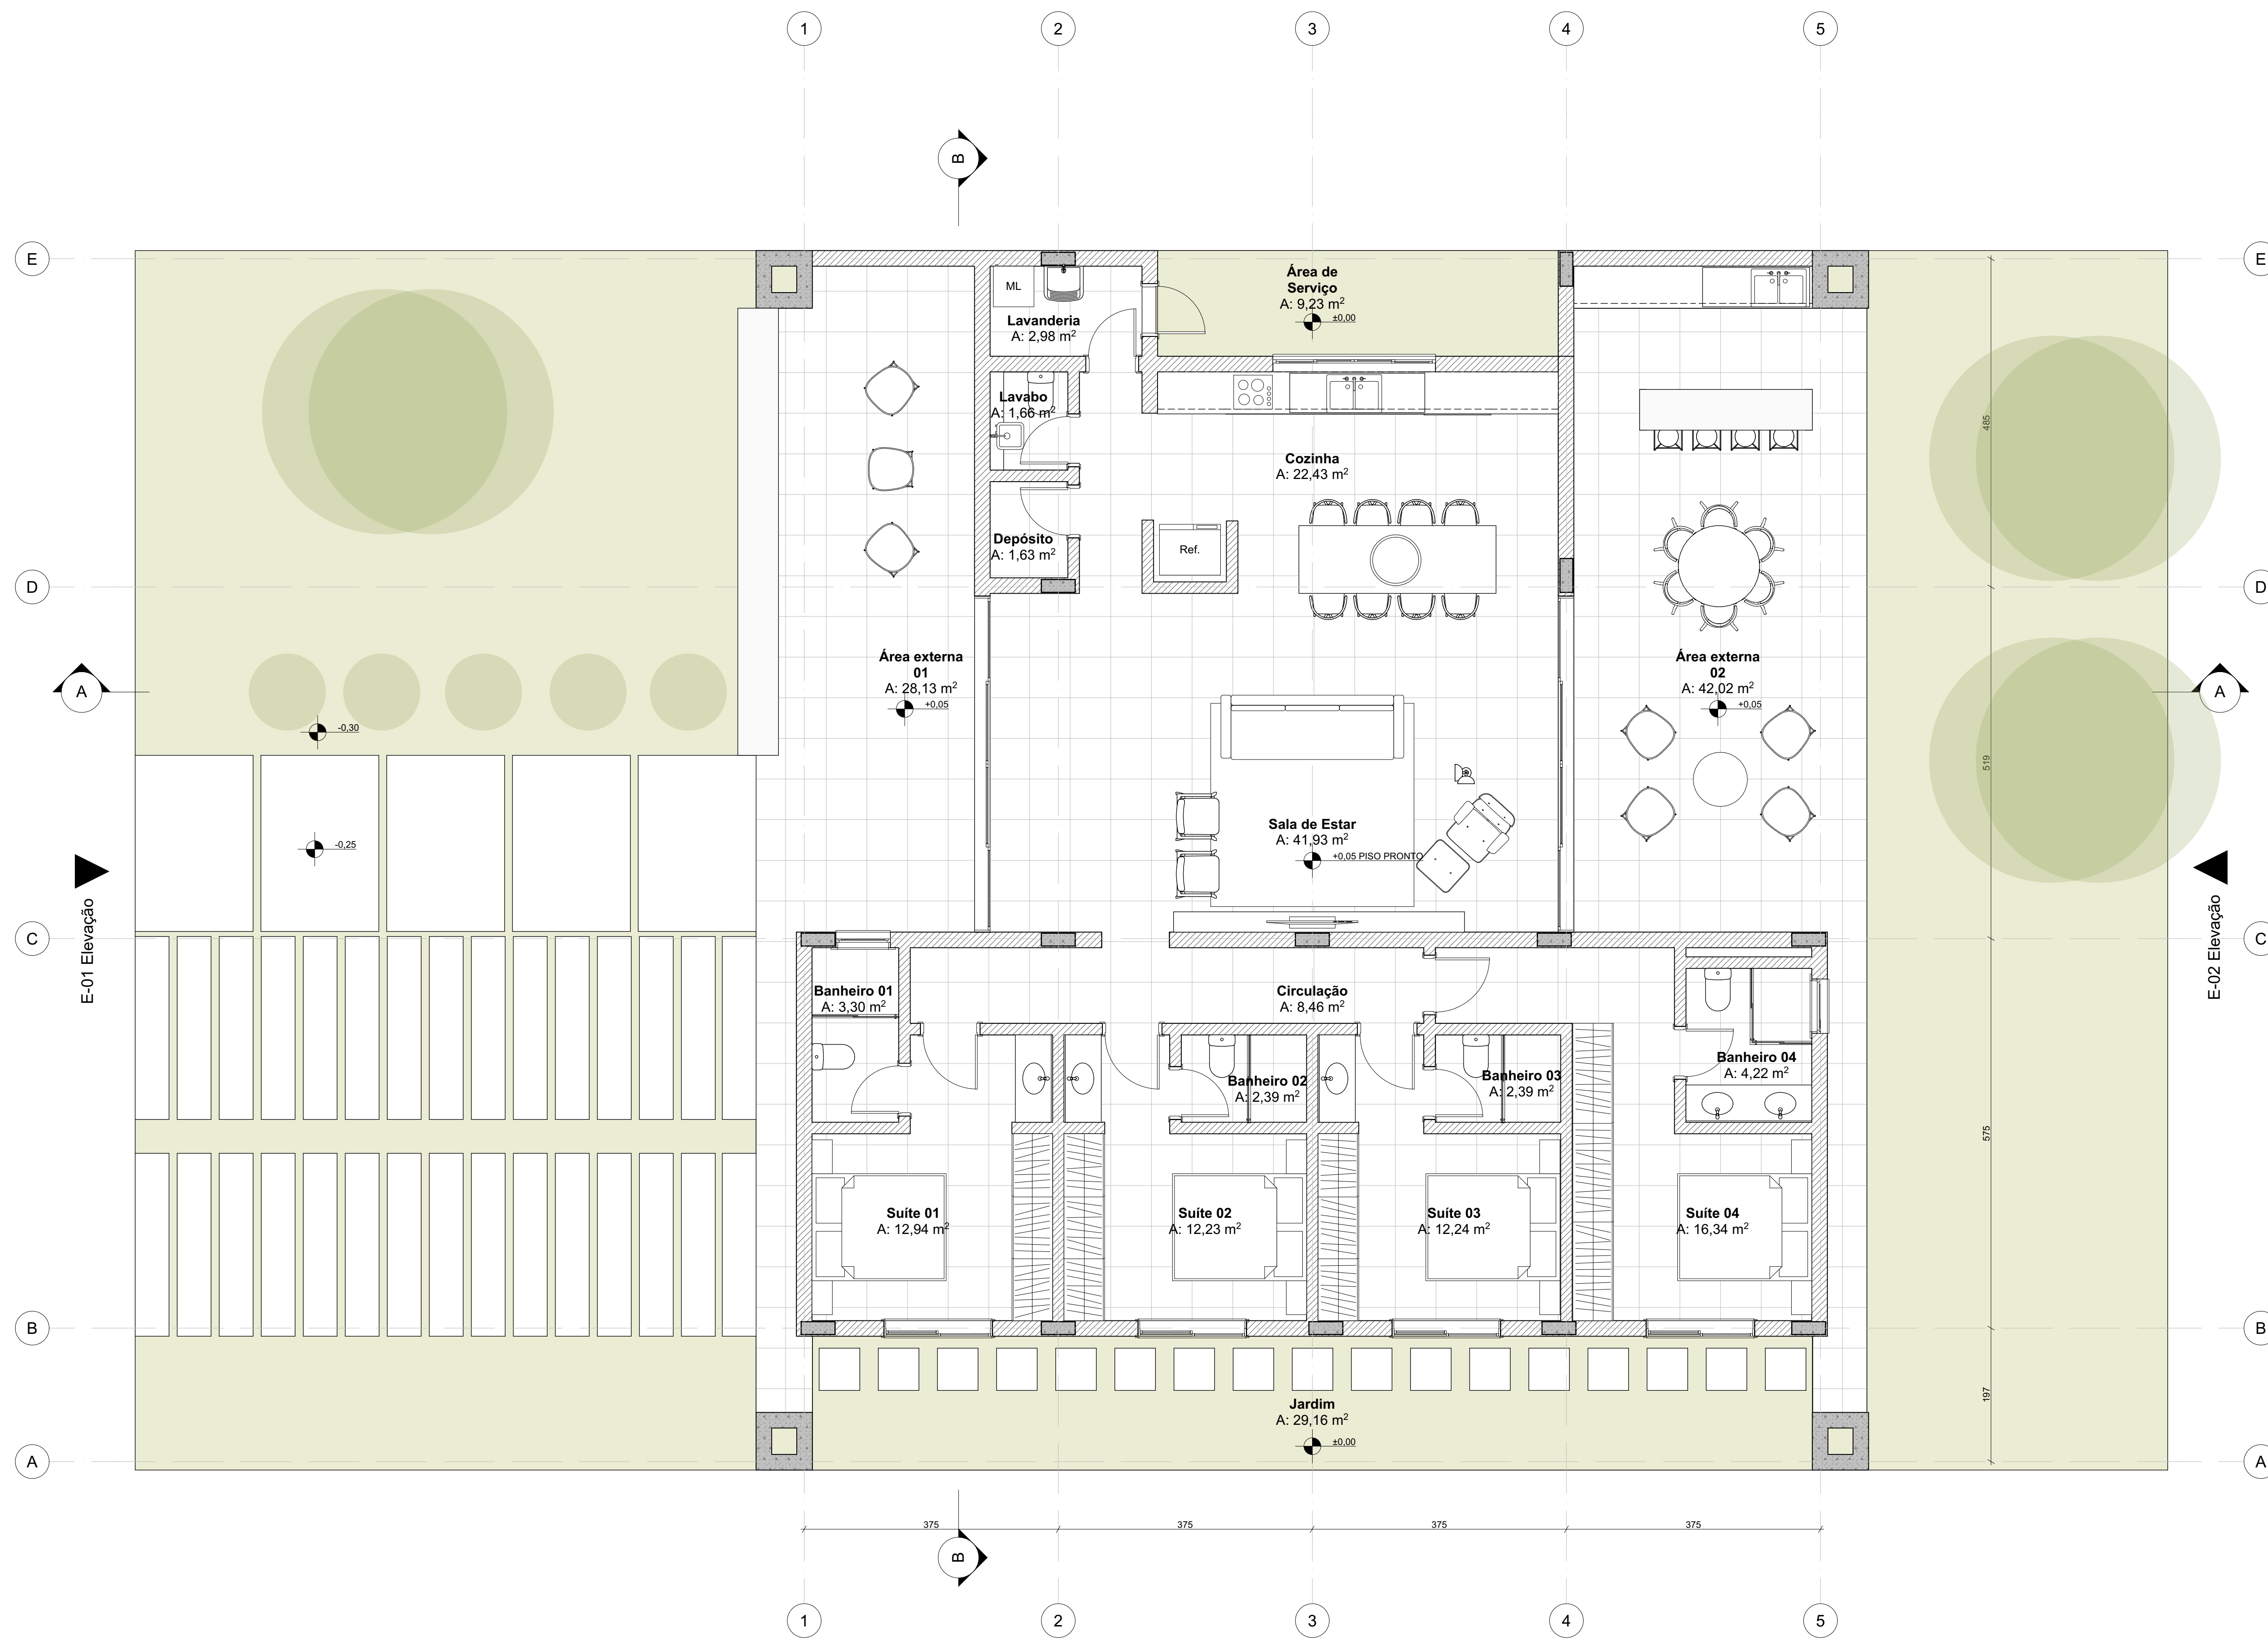 1 2 3 4 5
B
E E
Área de
Serviço
A: 9,23 m²
±0,00
ML
Lavanderia
A: 2,98 m²
Lavabo
A: 1,66 m²
485
Cozinha
A: 22,43 m²
Depósito
A: 1,63 m²
Ref.
D D
Área externa
01
A: 28,13 m²
+0,05
Área externa
02
A: 42,02 m²
+0,05
A A
-0,30
519
Sala de Estar
A: 41,93 m²
+0,05 PISO PRONTO
-0,25
E-01 Elevação
E-02 Elevação
C C
Banheiro 01
A: 3,30 m²
Circulação
A: 8,46 m²
Banheiro 02
A: 2,39 m²
Banheiro 03
A: 2,39 m²
Banheiro 04
A: 4,22 m²
575
Suíte 01
A: 12,94 m²
Suíte 02
A: 12,23 m²
Suíte 03
A: 12,24 m²
Suíte 04
A: 16,34 m²
B B
197
Jardim
A: 29,16 m²
±0,00
A A
375 375 375 375
B
1 2 3 4 5